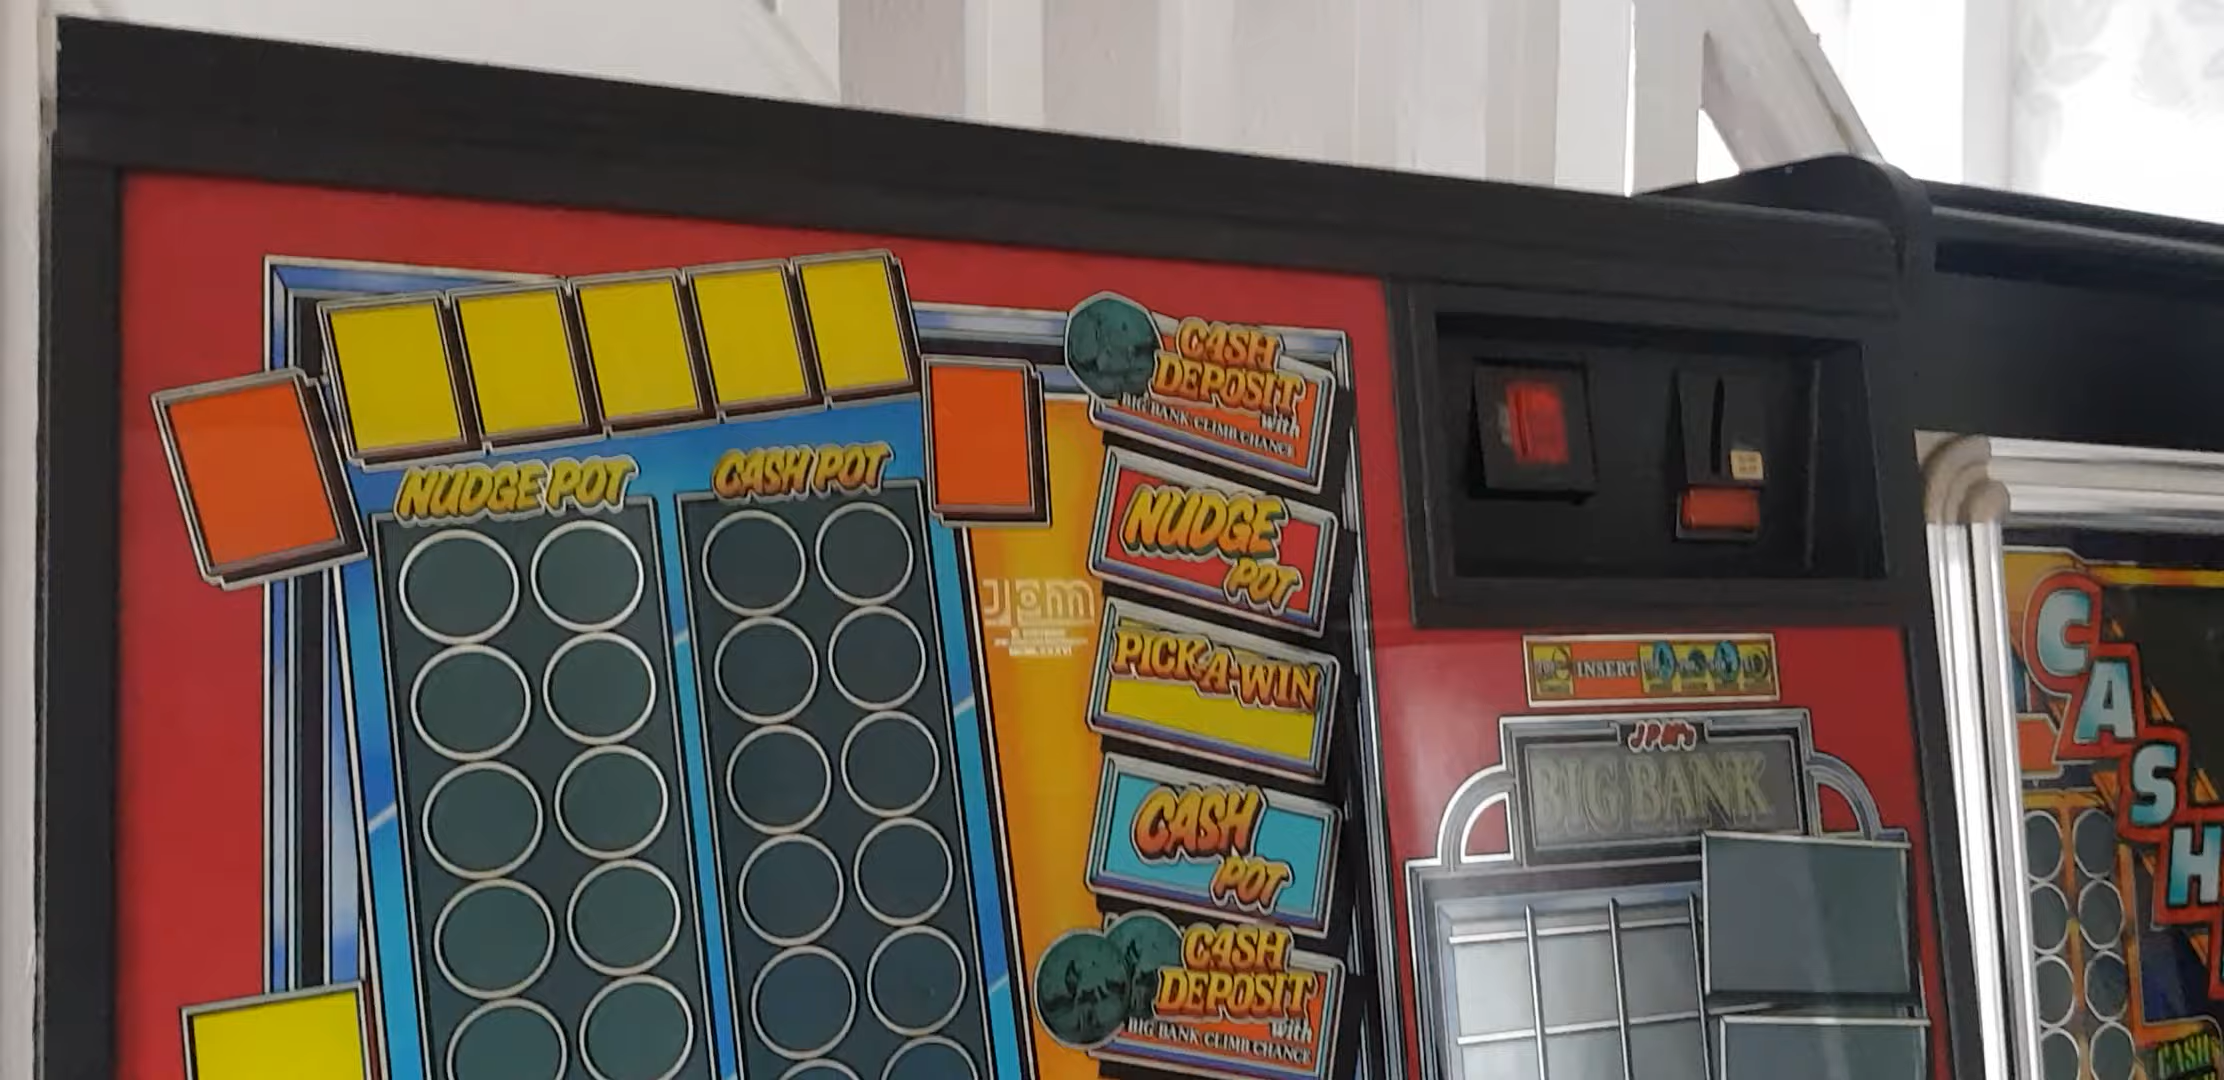 CASH
DEPOSIT
with
BIG BANK CLIMB CHANCE
NUDGE POT
CASH POT
NUDGE
POT
JPM
PICK-A-WIN
INSERT
JPM's
BIG BANK
CASH
POT
CASH
DEPOSIT
with
BIG BANK CLIMB CHANCE
CASH
CASH